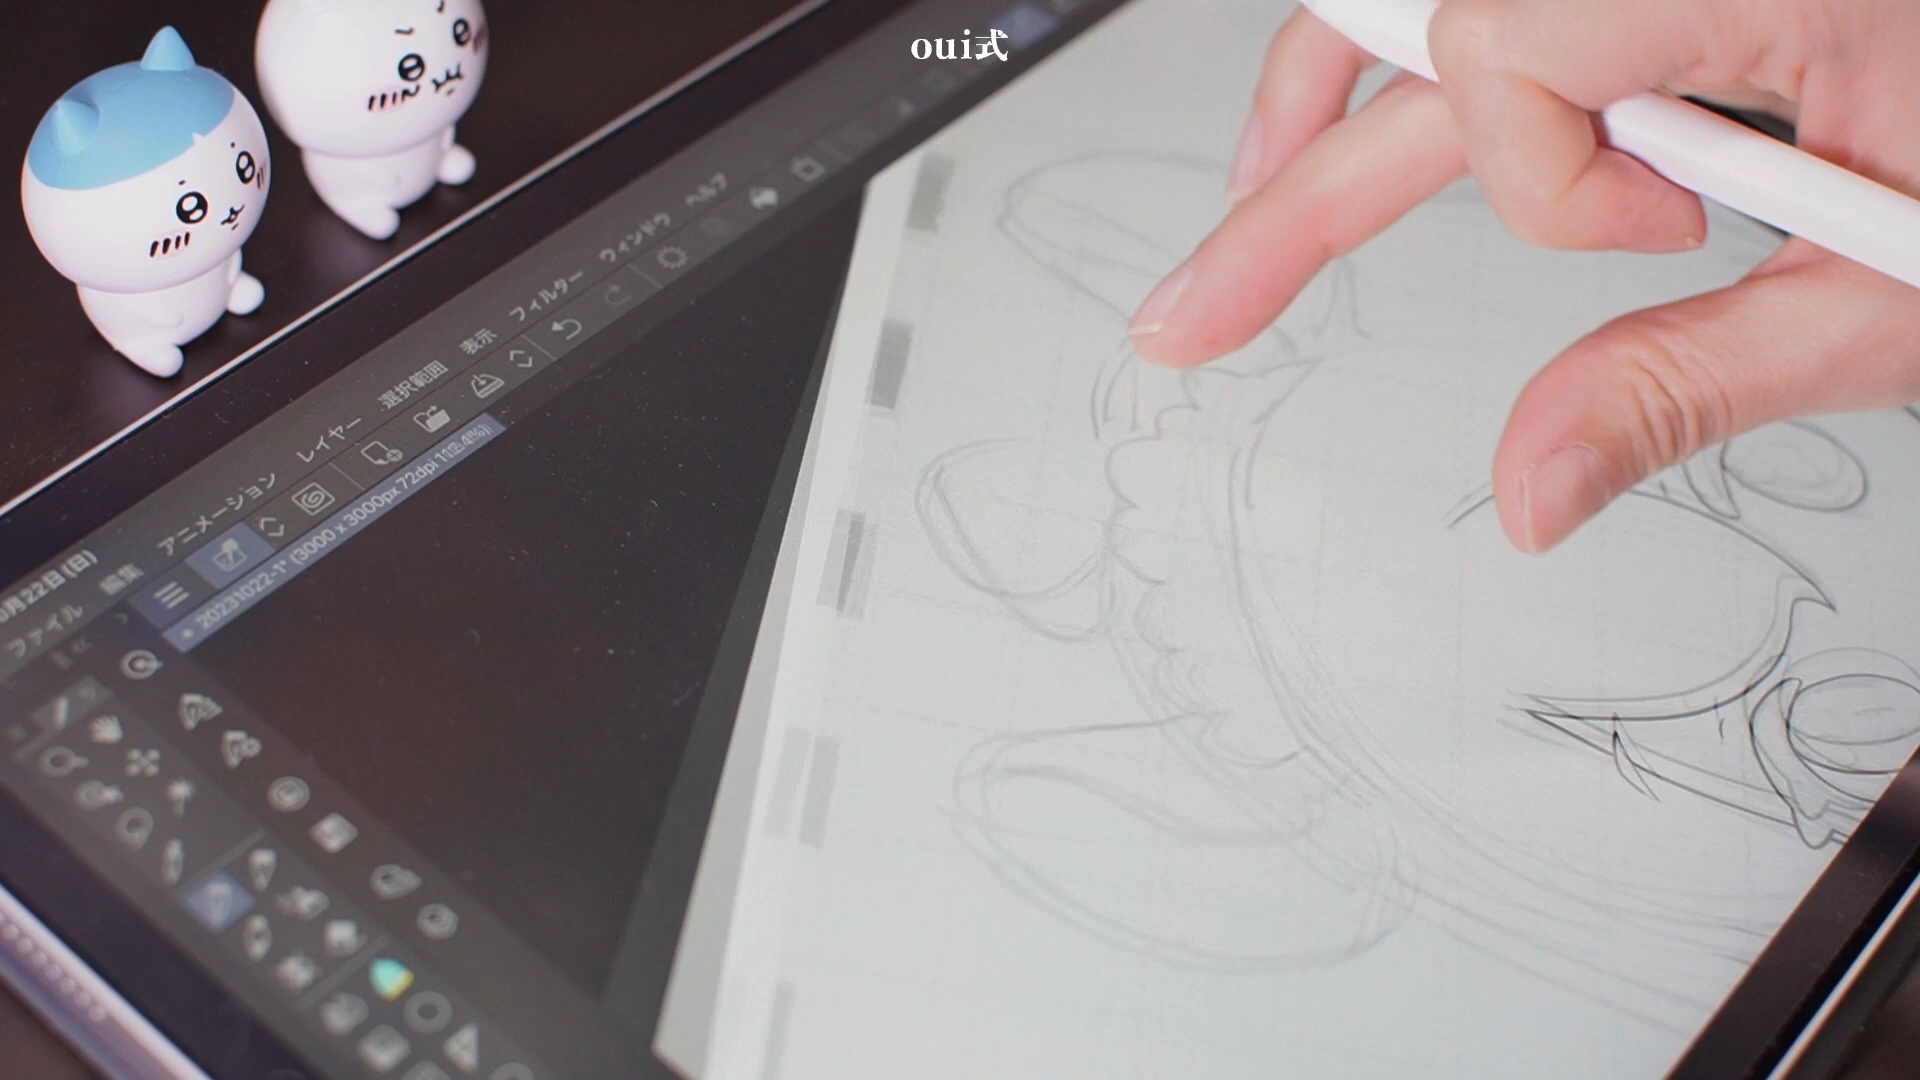 oui式
月22日(日)
ファイル 編集 アニメーション レイヤー 選択範囲 表示 フィルター ウィンドウ ヘルプ
20231022-1* (3000 x 3000px 72dpi 112.4%)